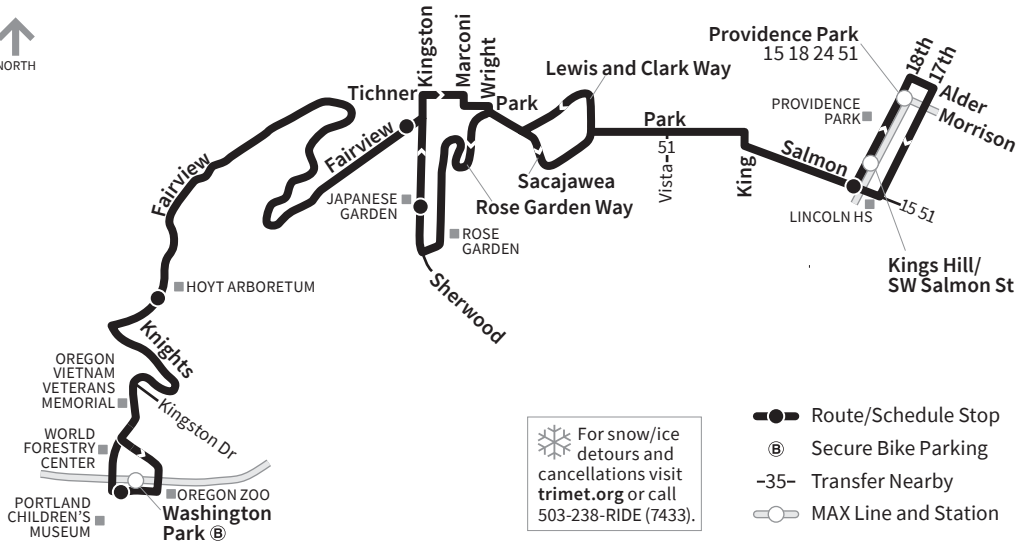 NORTH
Providence Park
15 18 24 51
18th
17th
Alder
Morrison
PROVIDENCE
PARK
Kingston
Marconi
Wright
Tichner
Park
Lewis and Clark Way
Park
51
Vista
King
Salmon
LINCOLN HS
15 51
Kings Hill/
SW Salmon St
Sacajawea
Rose Garden Way
Fairview
Fairview
JAPANESE
GARDEN
ROSE
GARDEN
Sherwood
HOYT ARBORETUM
Knights
OREGON
VIETNAM
VETERANS
MEMORIAL
Kingston Dr
WORLD
FORESTRY
CENTER
OREGON ZOO
Washington
Park B
PORTLAND
CHILDREN'S
MUSEUM
For snow/ice
detours and
cancellations visit
trimet.org or call
503-238-RIDE (7433).
Route/Schedule Stop
B Secure Bike Parking
-35- Transfer Nearby
MAX Line and Station